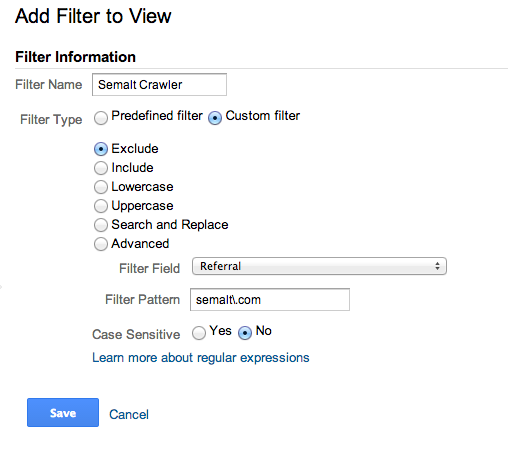 Add Filter to View
Filter Information
Filter Name Semalt Crawler
Filter Type Predefined filter Custom filter
Exclude
Include
Lowercase
Uppercase
Search and Replace
Advanced
Filter Field Referral
Filter Pattern semalt\.com
Case Sensitive Yes No
Learn more about regular expressions
Save Cancel